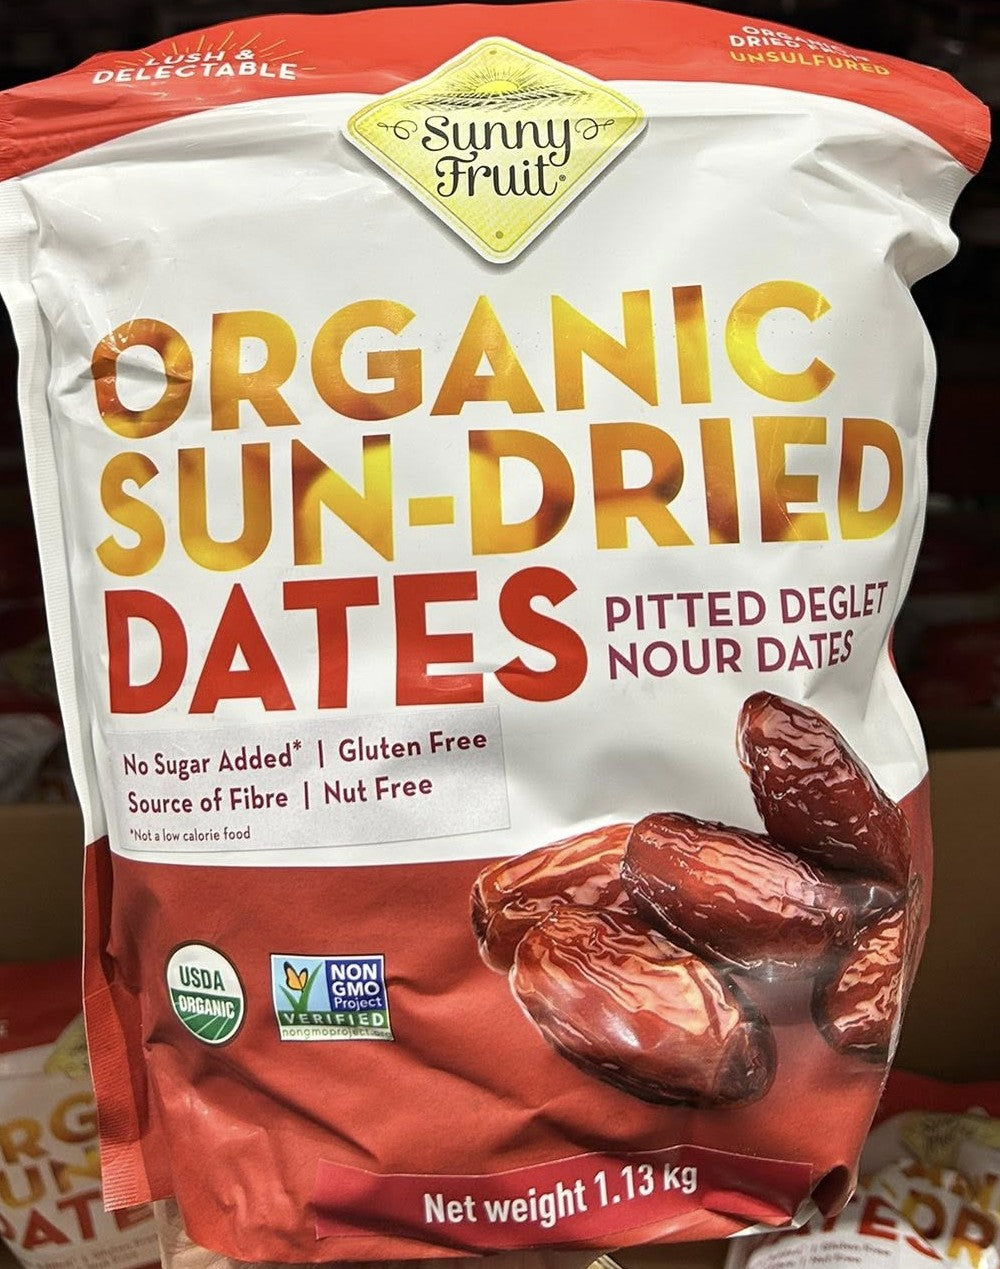 LUSH &
DELECTABLE
ORGANIC
DRIED
UNSULFURED
Sunny
Fruit®
ORGANIC
SUN-DRIED
DATES
PITTED DEGLET
NOUR DATES
No Sugar Added* | Gluten Free
Source of Fibre | Nut Free
*Not a low calorie food
USDA
ORGANIC
NON
GMO
Project
VERIFIED
nongmoproject.org
Net weight 1.13 kg